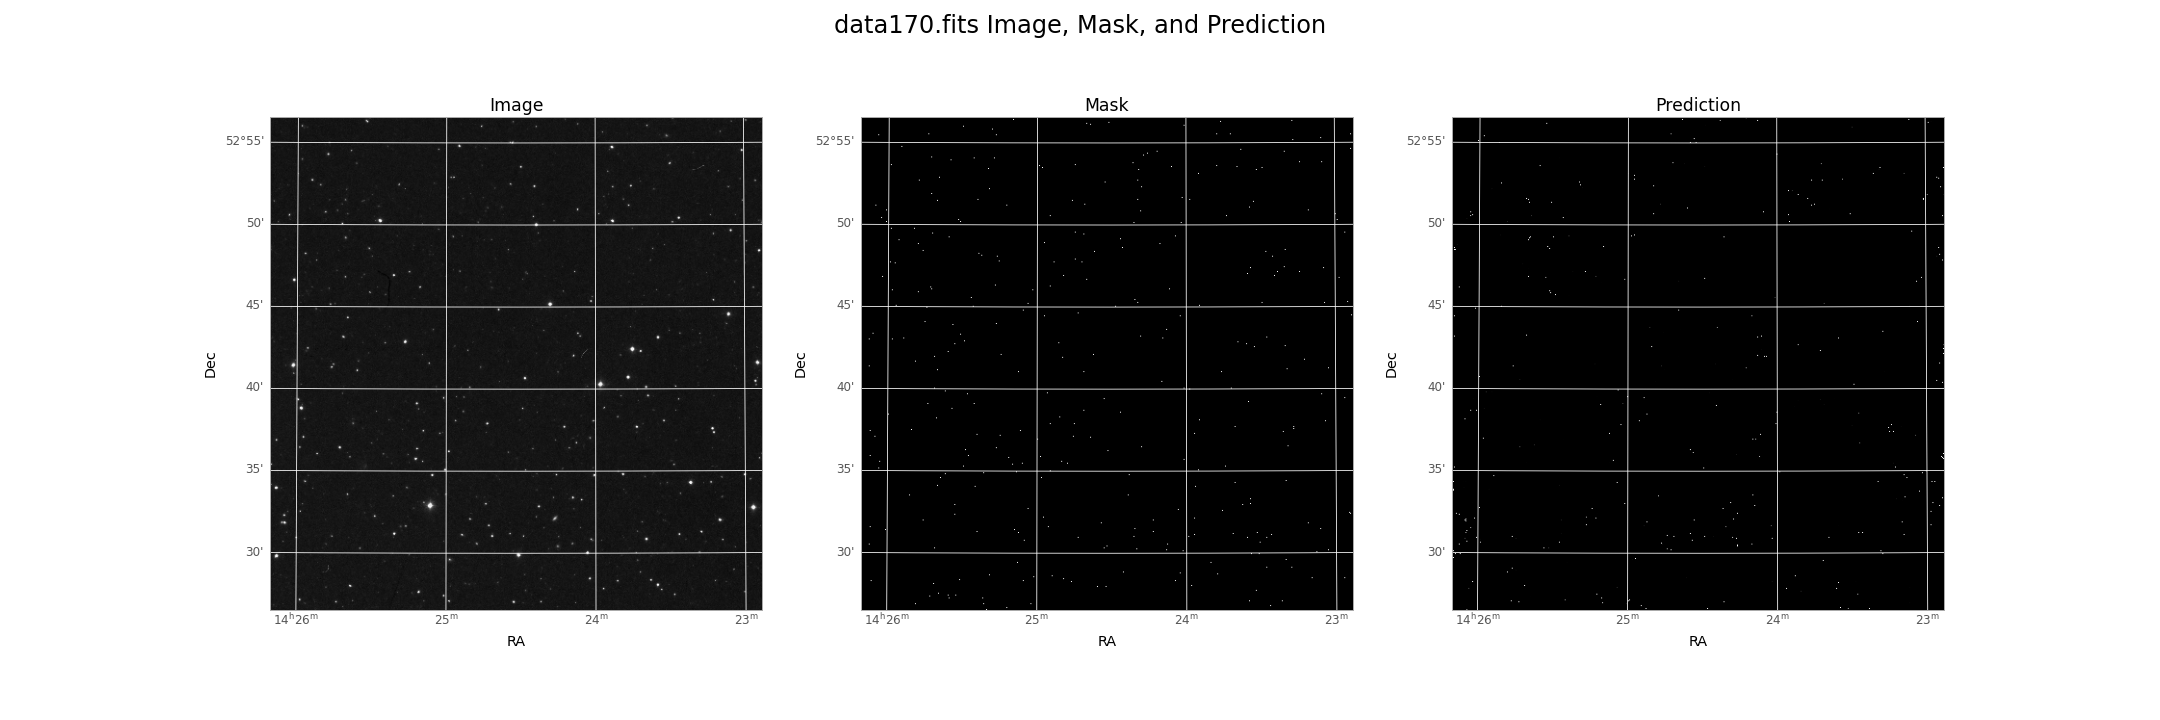 data170.fits Image, Mask, and Prediction
Image
Mask
Prediction
52°55'
50'
45'
40'
35'
30'
Dec
14h26m 25m 24m 23m
RA
52°55'
50'
45'
40'
35'
30'
Dec
14h26m 25m 24m 23m
RA
52°55'
50'
45'
40'
35'
30'
Dec
14h26m 25m 24m 23m
RA